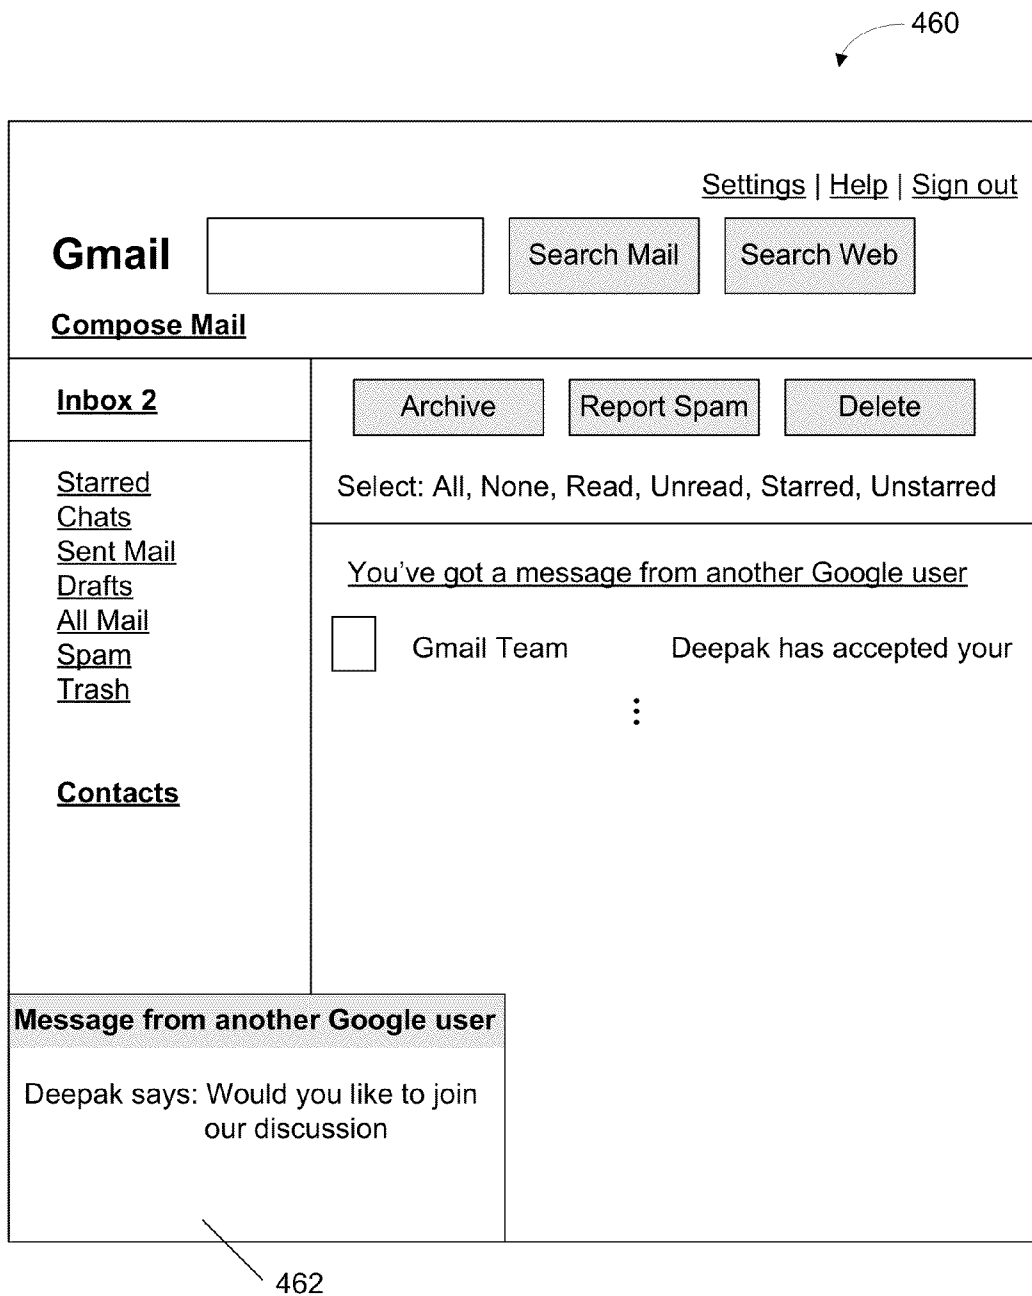 460
Settings | Help | Sign out
Gmail
Search Mail
Search Web
Compose Mail
Inbox 2
Archive
Report Spam
Delete
Starred
Chats
Sent Mail
Drafts
All Mail
Spam
Trash
Contacts
Select: All, None, Read, Unread, Starred, Unstarred
You’ve got a message from another Google user
Gmail Team
Deepak has accepted your
Message from another Google user
Deepak says: Would you like to join
our discussion
462